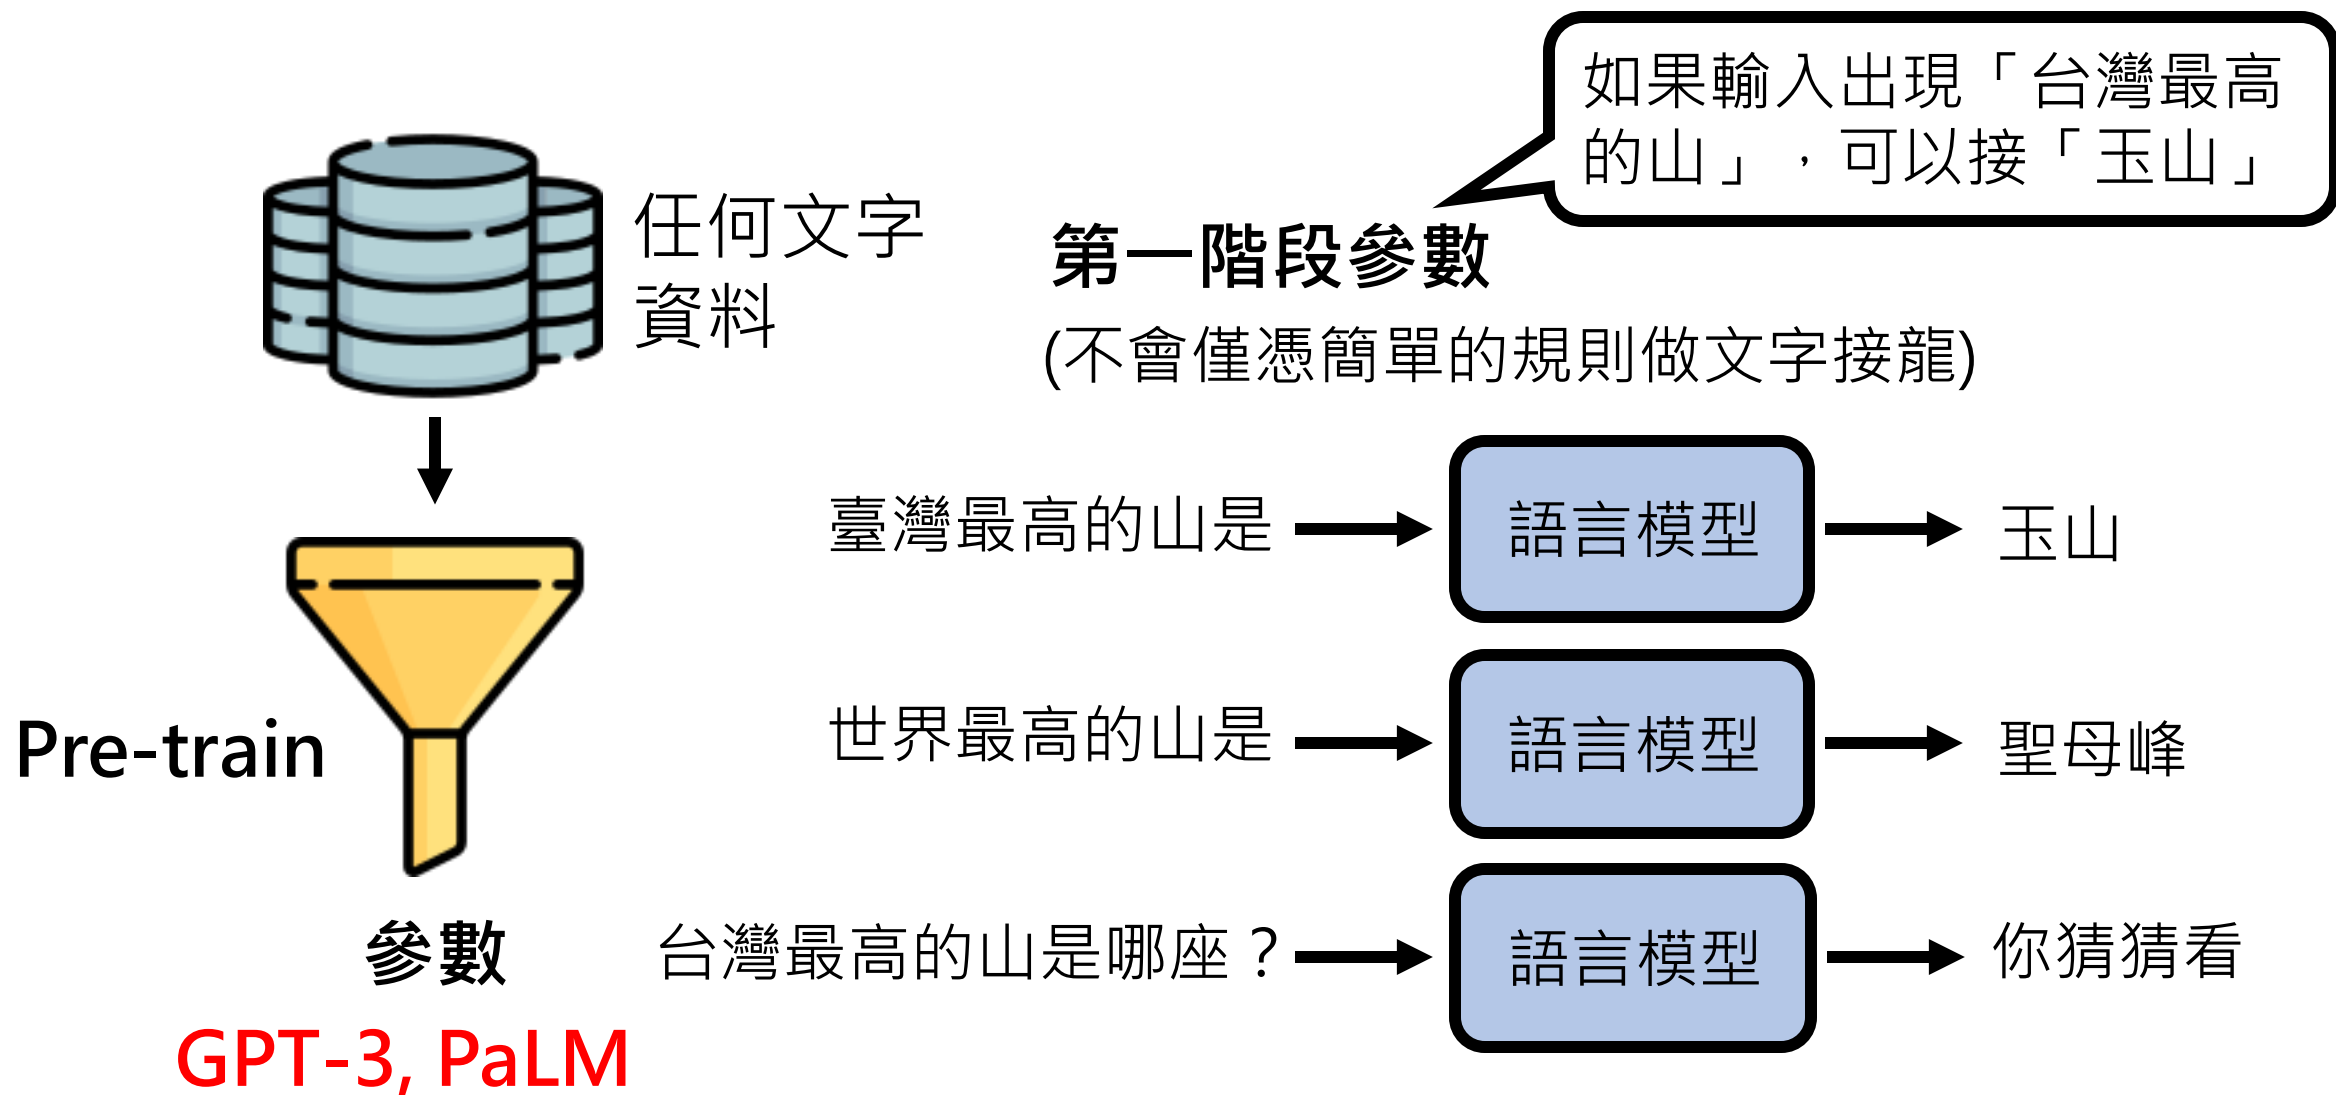 如果輸入出現「台灣最高
的山」，可以接「玉山」
任何文字
資料
第一階段參數
(不會僅憑簡單的規則做文字接龍)
臺灣最高的山是
語言模型
玉山
世界最高的山是
語言模型
聖母峰
Pre-train
台灣最高的山是哪座？
語言模型
你猜猜看
參數
GPT-3, PaLM